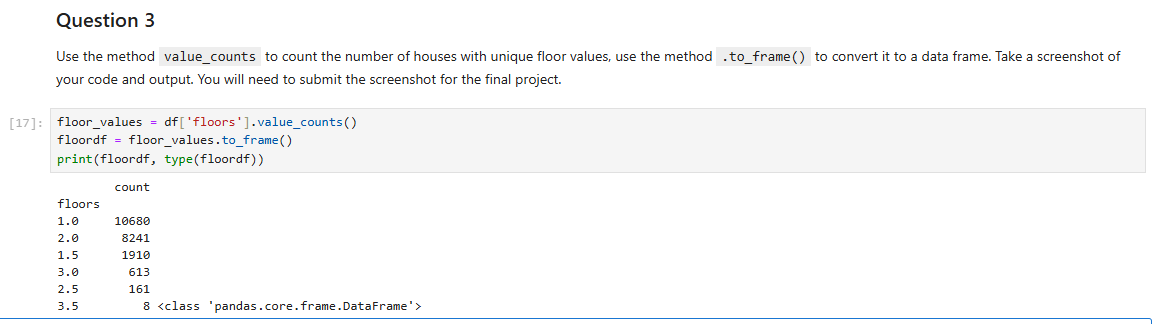 Question 3
Use the method value_counts to count the number of houses with unique floor values, use the method .to_frame() to convert it to a data frame. Take a screenshot of
your code and output. You will need to submit the screenshot for the final project.
[17]: floor_values = df['floors'].value_counts()
floordf = floor_values.to_frame()
print(floordf, type(floordf))
count
floors
1.0 10680
2.0 8241
1.5 1910
3.0 613
2.5 161
3.5 8 <class 'pandas.core.frame.DataFrame'>